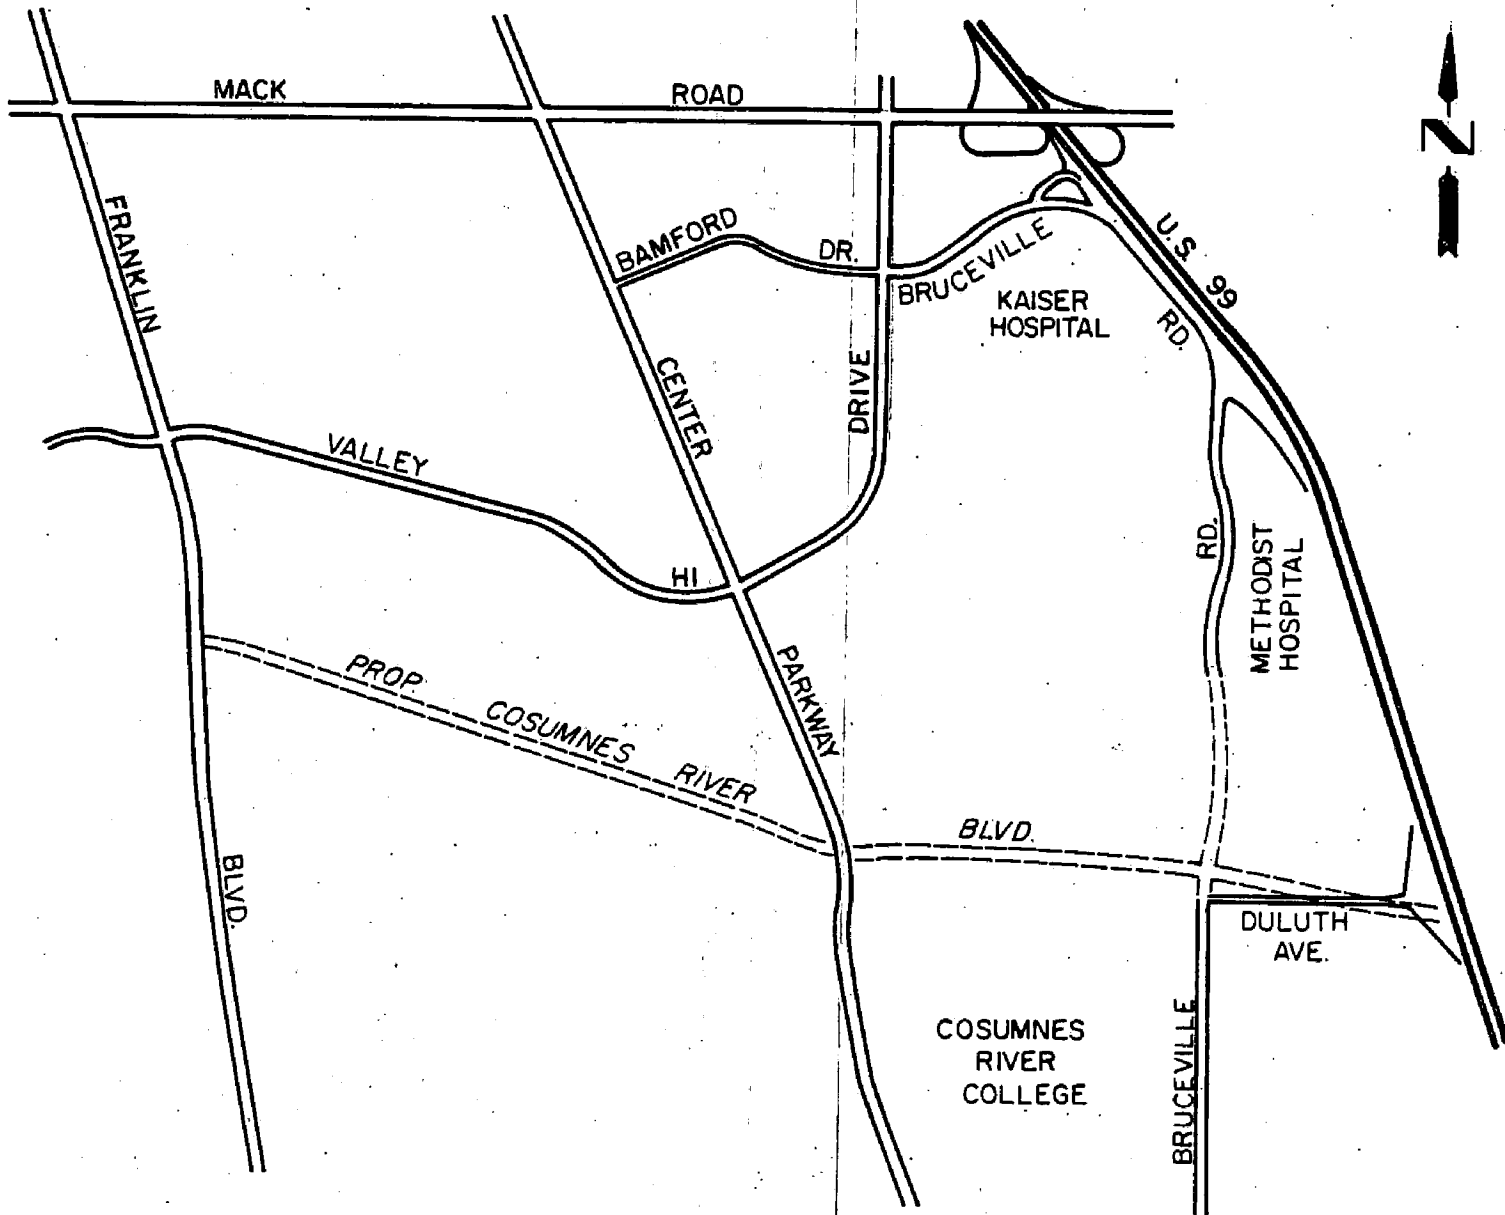 MACK ROAD
N
FRANKLIN
BAMFORD DR.
BRUCEVILLE
RD.
U.S. 99
KAISER
HOSPITAL
CENTER
DRIVE
VALLEY
HI
RD.
METHODIST
HOSPITAL
PROP. COSUMNES RIVER BLVD.
PARKWAY
BLVD.
DULUTH
AVE.
COSUMNES
RIVER
COLLEGE
BRUCEVILLE